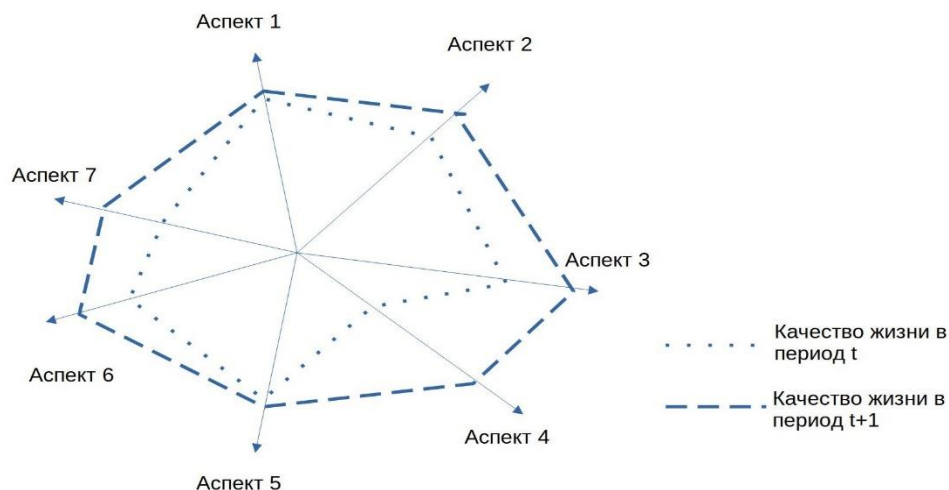 Аспект 1
Аспект 2
Аспект 7
Аспект 3
Аспект 6
Аспект 4
Аспект 5
Качество жизни в
период t
Качество жизни в
период t+1